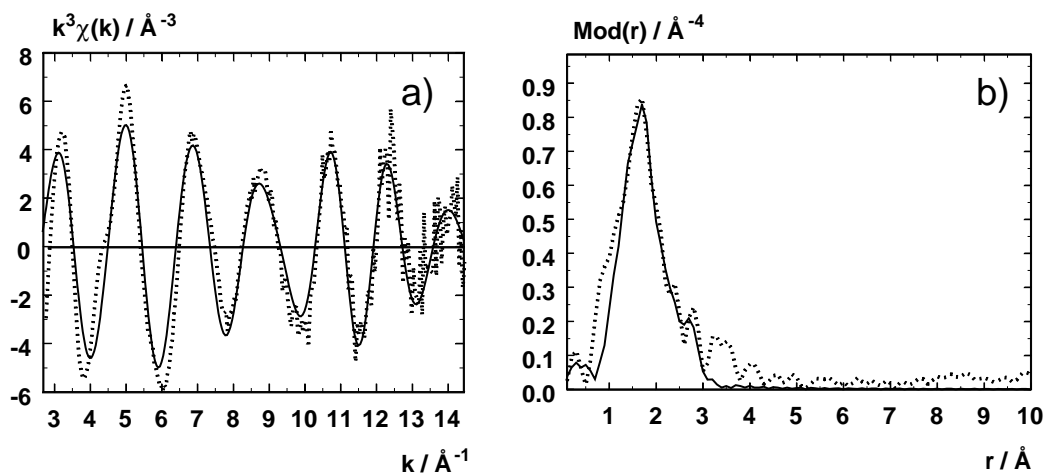 k³χ(k) / Å⁻³
8
6
4
2
0
-2
-4
-6
a)
3 4 5 6 7 8 9 10 11 12 13 14
k / Å⁻¹
Mod(r) / Å⁻⁴
0.9
0.8
0.7
0.6
0.5
0.4
0.3
0.2
0.1
0.0
b)
1 2 3 4 5 6 7 8 9 10
r / Å